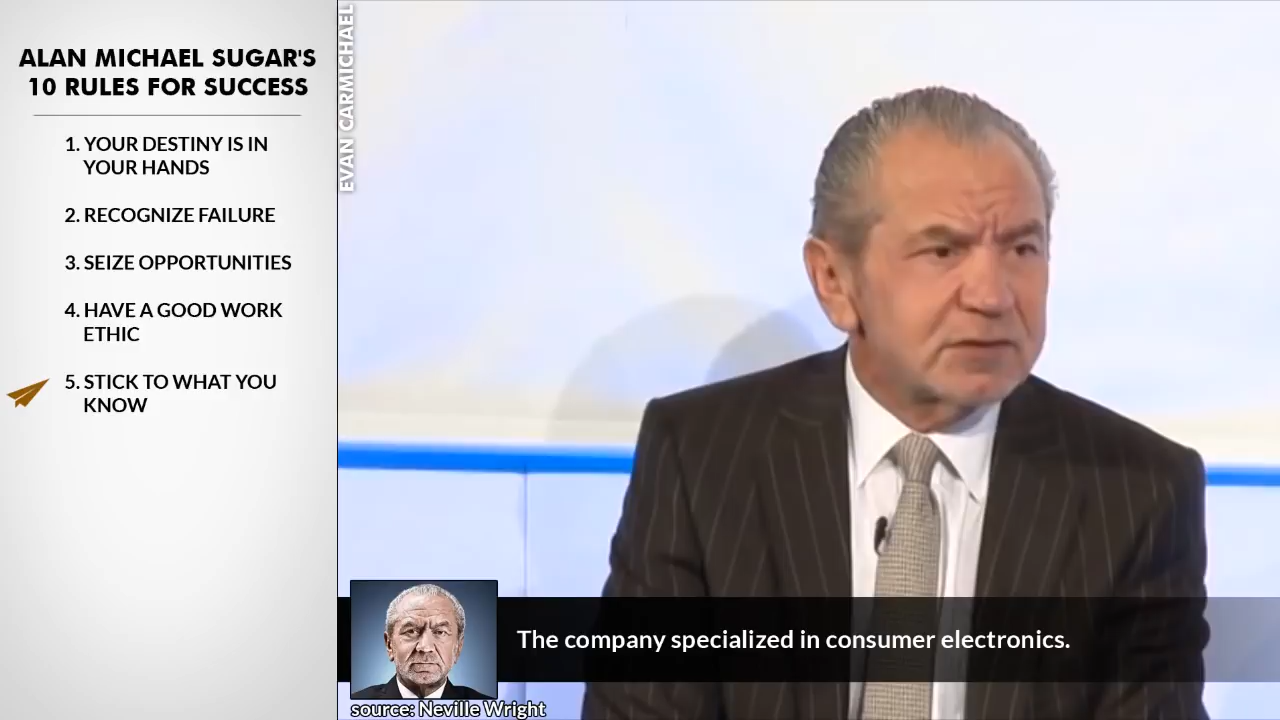 ALAN MICHAEL SUGAR'S
10 RULES FOR SUCCESS
1. YOUR DESTINY IS IN
YOUR HANDS
2. RECOGNIZE FAILURE
3. SEIZE OPPORTUNITIES
4. HAVE A GOOD WORK
ETHIC
5. STICK TO WHAT YOU
KNOW
EVAN CARMICHAEL
The company specialized in consumer electronics.
source: Neville Wright